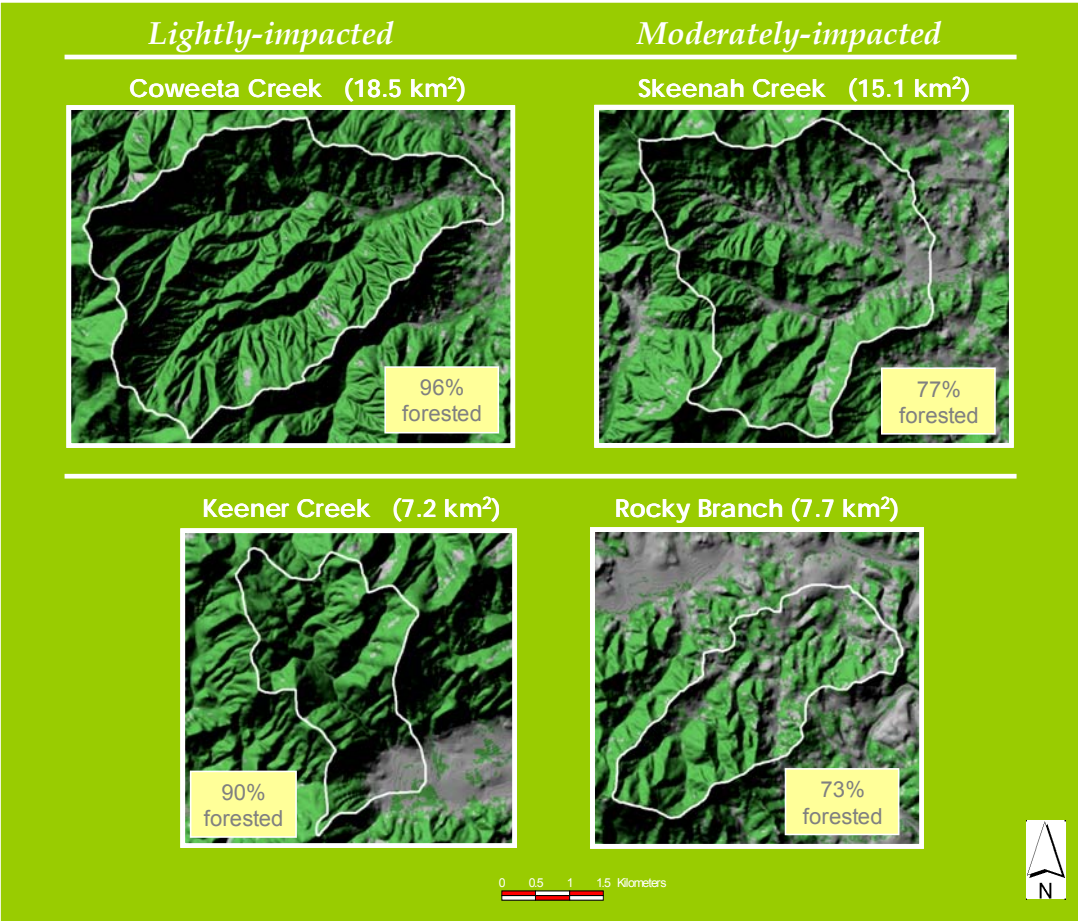 Lightly-impacted
Moderately-impacted
Coweeta Creek (18.5 km²)
Skeenah Creek (15.1 km²)
96%
forested
77%
forested
Keener Creek (7.2 km²)
Rocky Branch (7.7 km²)
90%
forested
73%
forested
0 0.5 1 1.5 Kilometers
N